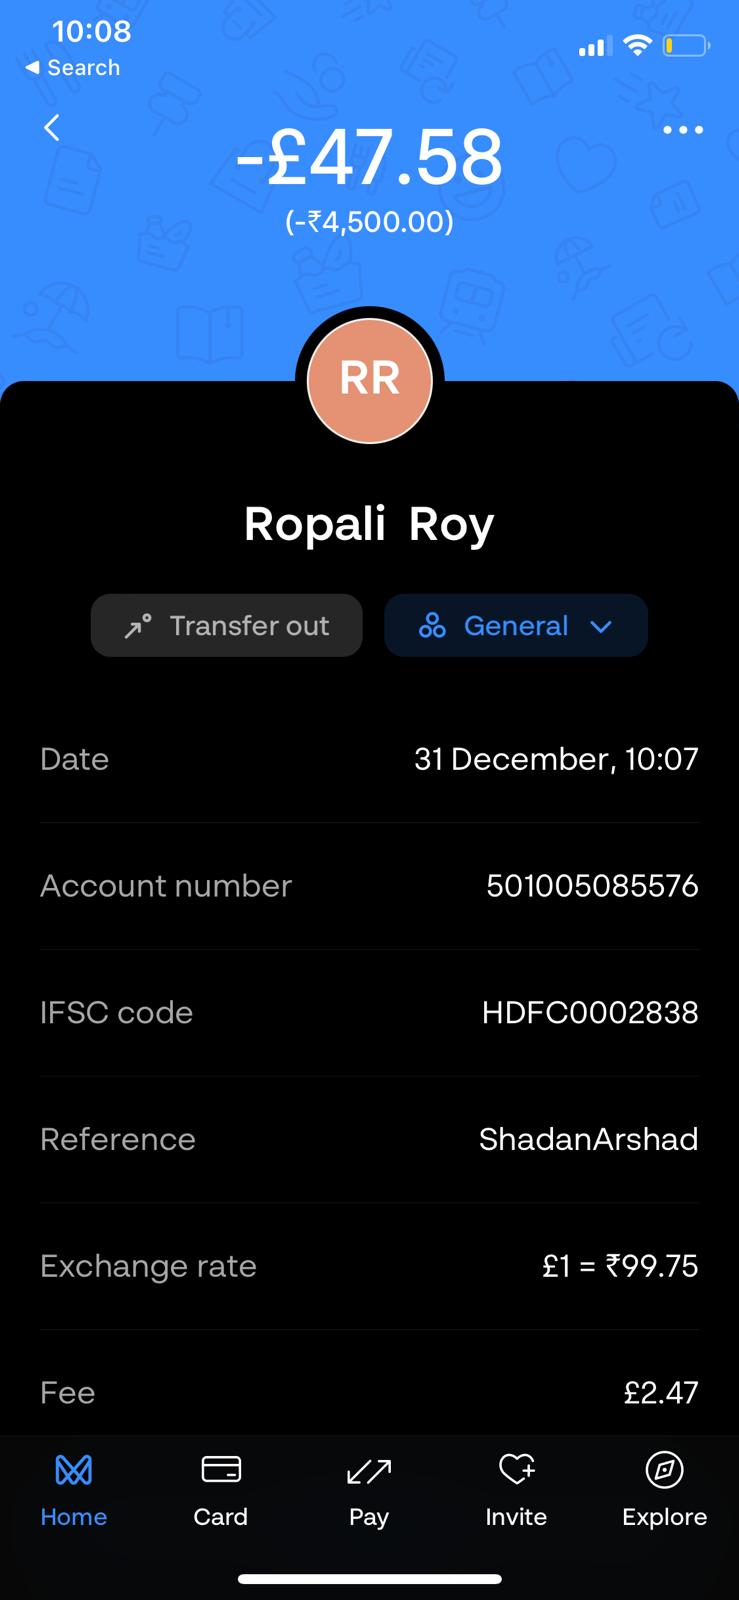 10:08
◀ Search
-£47.58
(-₹4,500.00)
RR
Ropali Roy
Transfer out
General
Date 31 December, 10:07
Account number 501005085576
IFSC code HDFC0002838
Reference ShadanArshad
Exchange rate £1 = ₹99.75
Fee £2.47
Home Card Pay Invite Explore